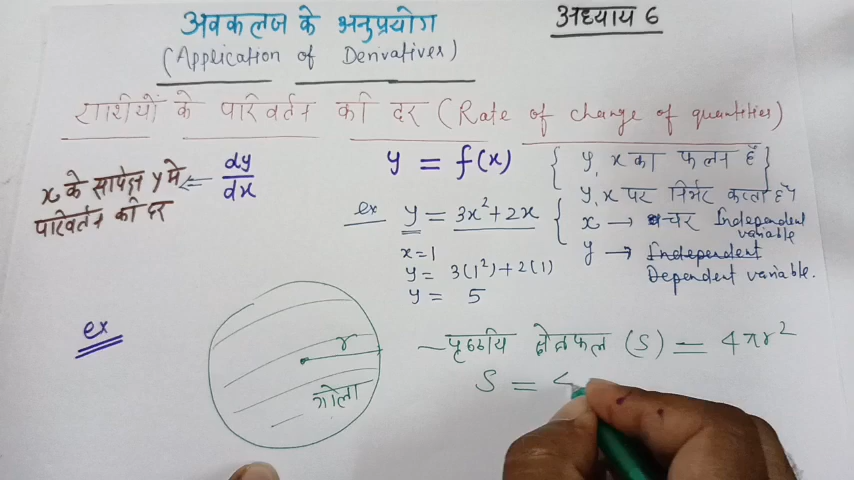 अवकलज के अनुप्रयोग
अध्याय 6
(Application of Derivatives)
राशियों के परिवर्तन की दर (Rate of change of quantities)
x के सापेक्ष y मे
परिवर्तन की दर
⇐ dy/dx
y = f(x)
{ y, x का फलन है }
y, x पर निर्भर करता है
ex y = 3x² + 2x
x → चर Independent
variable
x = 1
y = 3(1²) + 2(1)
y = 5
y → Independent
Dependent variable.
ex
r
गोला
– पृष्ठीय क्षेत्रफल (S) = 4πr²
S =